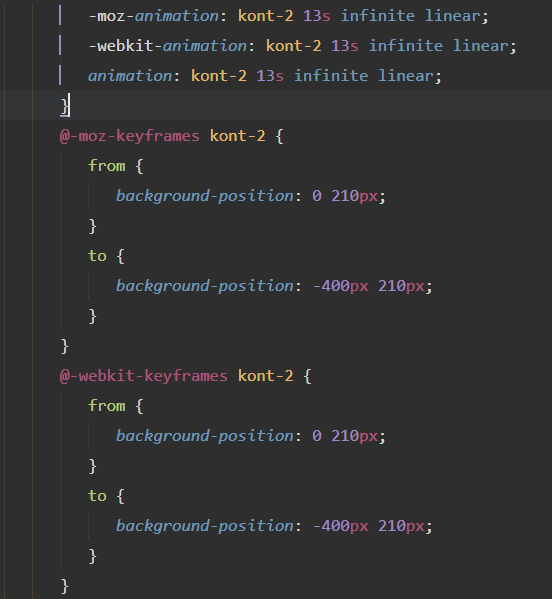 -moz-animation: kont-2 13s infinite linear;
-webkit-animation: kont-2 13s infinite linear;
animation: kont-2 13s infinite linear;
}
@-moz-keyframes kont-2 {
from {
background-position: 0 210px;
}
to {
background-position: -400px 210px;
}
}
@-webkit-keyframes kont-2 {
from {
background-position: 0 210px;
}
to {
background-position: -400px 210px;
}
}